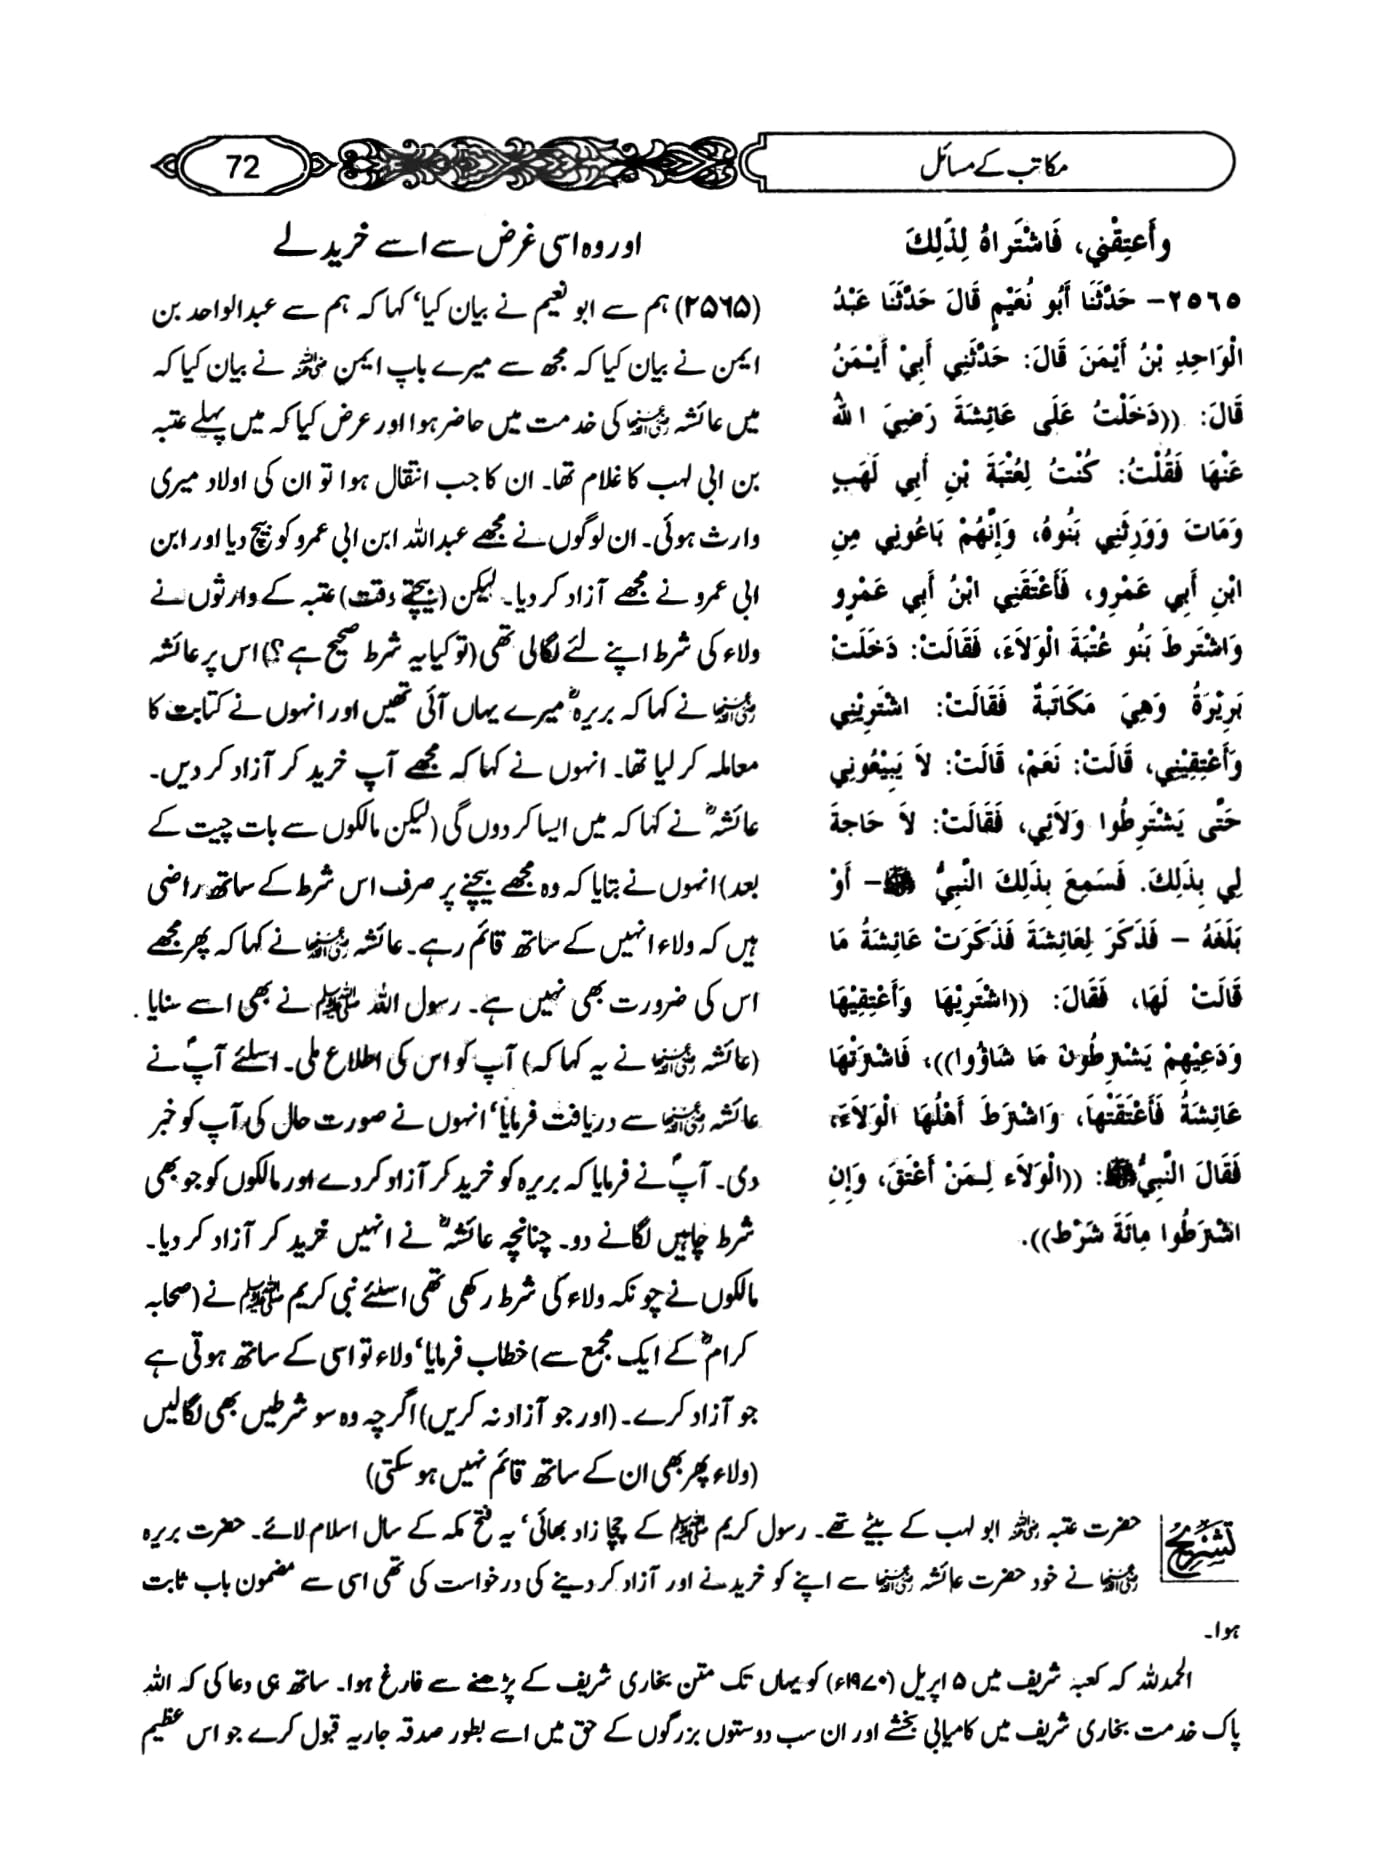 مکاتب کے مسائل
72
وأَعتِقْني، فَاشْتَراهُ لِذَلِكَ
٢٥٦٥- حَدَّثَنَا أَبُو نُعَيْمٍ قَالَ حَدَّثَنَا عَبْدُ
الْوَاحِدِ بْنُ أَيْمَنَ قَالَ: حَدَّثَنِي أَبِيْ أَيْمَنُ
قَالَ: ((دَخَلْتُ عَلَى عَائِشَةَ رَضِيَ اللهُ
عَنْهَا فَقُلْتُ: كُنْتُ لِعُتْبَةَ بْنِ أَبِي لَهَبٍ
وَمَاتَ وَوَرِثَنِي بَنُوهُ، وَإِنَّهُمْ بَاعُونِي مِنِ
ابْنِ أَبِي عَمْرٍو، فَأَعْتَقَنِي ابْنُ أَبِي عَمْرٍو
وَاشْتَرطَ بَنُو عُتْبَةَ الْوَلَاءَ، فَقَالَتْ: دَخَلَتْ
بَرِيْرَةُ وَهِيَ مَكَاتَبةٌ فَقَالَتْ: اشْتَرِيْنِي
وَأَعْتِقِيْنِي، قَالَتْ: نَعَمْ، قَالَتْ: لاَ يَبِيْعُونِي
حَتَّى يَشْتَرِطُوا وَلاَئِي، فَقَالَتْ: لاَ حَاجةَ
لِي بِذَلِكَ. فَسَمِعَ بِذَلِكَ النَّبِيُّ ﷺ- أَوْ
بَلَغَهُ - فَذَكَرَ لِعَائِشَةَ فَذَكَرَتْ عَائِشَةُ مَا
قَالَتْ لَهَا، فَقَالَ: ((اشْتَرِيْهَا وَأَعْتِقِيْهَا
وَدَعِيْهِمْ يَشْتَرِطُونَ مَا شَاؤُوا))، فَاشْتَرَتْهَا
عَائِشَةُ فَأَعْتَقَتْهَا، وَاشْتَرَطَ أَهْلُهَا الْوَلاَءَ،
فَقَالَ النَّبِيُّ ﷺ: ((الْوَلاَء لِمَنْ أَعْتَقَ، وَإِنِ
اشْتَرَطُوا مِائَةَ شَرْط)).
اور وہ اسی غرض سے اسے خرید لے
(۲۵۶۵) ہم سے ابو نعیم نے بیان کیا' کہا کہ ہم سے عبدالواحد بن
ایمن نے بیان کیا کہ مجھ سے میرے باپ ایمن رضی اللہ عنہ نے بیان کیا کہ
میں عائشہ رضی اللہ عنہا کی خدمت میں حاضر ہوا اور عرض کیا کہ میں پہلے عتبہ
بن ابی لہب کا غلام تھا۔ ان کا جب انتقال ہوا تو ان کی اولاد میری
وارث ہوئی۔ ان لوگوں نے مجھے عبداللہ ابن ابی عمرو کو بیچ دیا اور ابن
ابی عمرو نے مجھے آزاد کر دیا۔ لیکن (بیچتے وقت) عتبہ کے وارثوں نے
ولاء کی شرط اپنے لئے لگالی تھی (تو کیا یہ شرط صحیح ہے؟) اس پر عائشہ
رضی اللہ عنہا نے کہا کہ بریرہؓ میرے یہاں آئی تھیں اور انہوں نے کتابت کا
معاملہ کر لیا تھا۔ انہوں نے کہا کہ مجھے آپ خرید کر آزاد کر دیں۔
عائشہؓ نے کہا کہ میں ایسا کر دوں گی (لیکن مالکوں سے بات چیت کے
بعد) انہوں نے بتایا کہ وہ مجھے بیچنے پر صرف اس شرط کے ساتھ راضی
ہیں کہ ولاء انہیں کے ساتھ قائم رہے۔ عائشہ رضی اللہ عنہا نے کہا کہ پھر مجھے
اس کی ضرورت بھی نہیں ہے۔ رسول اللہ ﷺ نے بھی اسے سنایا
(عائشہ رضی اللہ عنہا نے یہ کہا کہ) آپ کو اس کی اطلاع ملی۔ اسلئے آپؐ نے
عائشہ رضی اللہ عنہا سے دریافت فرمایا' انہوں نے صورت حال کی آپ کو خبر
دی۔ آپؐ نے فرمایا کہ بریرہ کو خرید کر آزاد کر دے اور مالکوں کو جو بھی
شرط چاہیں لگانے دو۔ چنانچہ عائشہؓ نے انہیں خرید کر آزاد کر دیا۔
مالکوں نے چونکہ ولاء کی شرط رکھی تھی اسلئے نبی کریم ﷺ نے (صحابہ
کرامؓ کے ایک مجمع سے) خطاب فرمایا' ولاء تو اسی کے ساتھ ہوتی ہے
جو آزاد کرے۔ (اور جو آزاد نہ کریں) اگرچہ وہ سو شرطیں بھی لگالیں
(ولاء پھر بھی ان کے ساتھ قائم نہیں ہو سکتی)
تشریح حضرت عتبہ رضی اللہ عنہ ابو لہب کے بیٹے تھے۔ رسول کریم ﷺ کے چچا زاد بھائی' یہ فتح مکہ کے سال اسلام لائے۔ حضرت بریرہ
رضی اللہ عنہا نے خود حضرت عائشہ رضی اللہ عنہا سے اپنے کو خریدنے اور آزاد کر دینے کی درخواست کی تھی اسی سے مضمون باب ثابت
ہوا۔
الحمد للہ کہ کعبہ شریف میں ۵ اپریل (۱۹۷۰ء) کو یہاں تک متن بخاری شریف کے پڑھنے سے فارغ ہوا۔ ساتھ ہی دعا کی کہ اللہ
پاک خدمت بخاری شریف میں کامیابی بخشے اور ان سب دوستوں بزرگوں کے حق میں اسے بطور صدقہ جاریہ قبول کرے جو اس عظیم